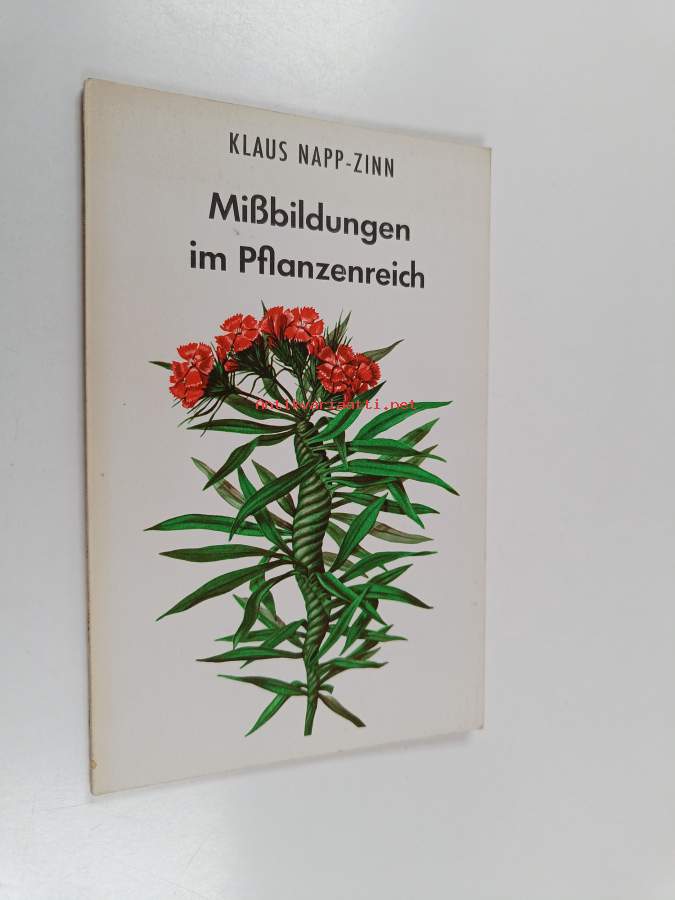 KLAUS NAPP-ZINN
Mißbildungen
im Pflanzenreich
Antikvariaatti.net